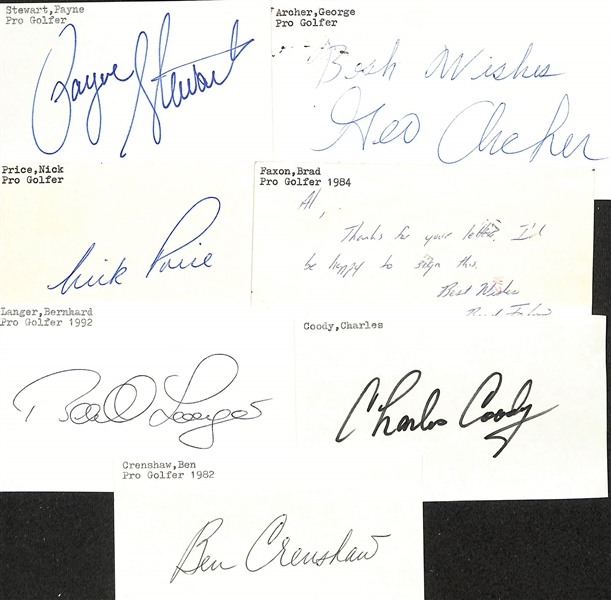 Stewart,Payne
Pro Golfer
Payne Stewart
Archer,George
Pro Golfer
Best Wishes
Geo Archer
Price,Nick
Pro Golfer
Nick Price
Faxon,Brad
Pro Golfer 1984
Al,
Thanks for your letter. I'd
be happy to sign this.
Best Wishes
Brad Faxon
Langer,Bernhard
Pro Golfer 1992
Langer
Coody,Charles
Charles Coody
Crenshaw,Ben
Pro Golfer 1982
Ben Crenshaw